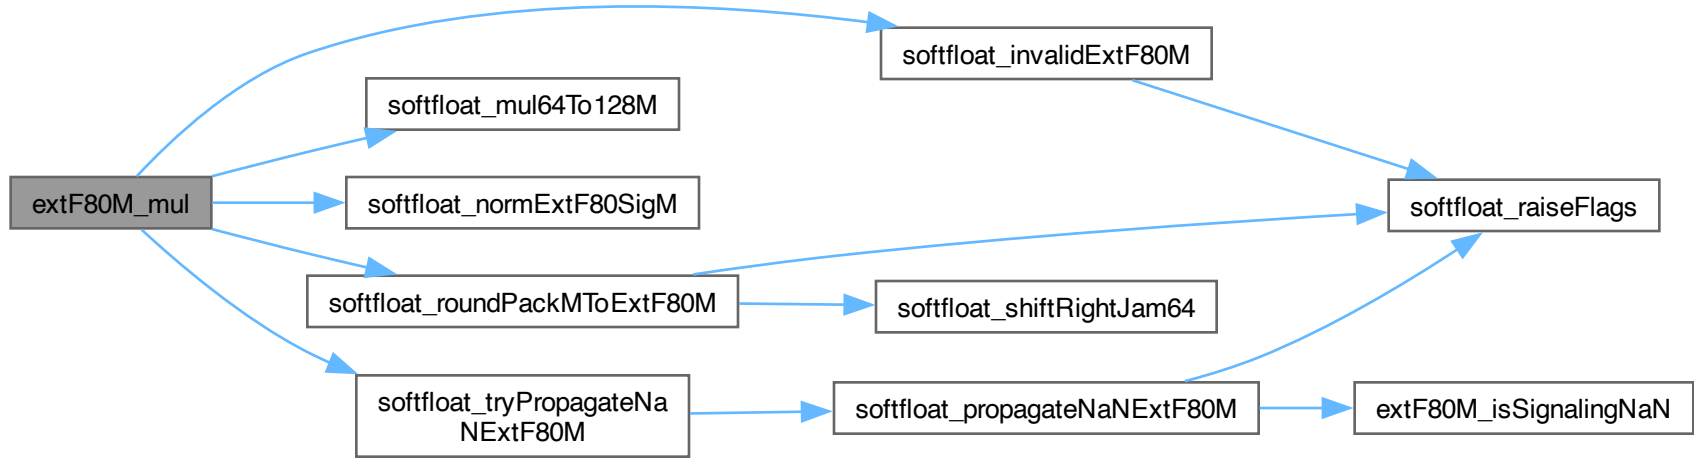 softfloat_invalidExtF80M
softfloat_mul64To128M
extF80M_mul
softfloat_normExtF80SigM
softfloat_raiseFlags
softfloat_roundPackMToExtF80M
softfloat_shiftRightJam64
softfloat_tryPropagateNa
NExtF80M
softfloat_propagateNaNExtF80M
extF80M_isSignalingNaN